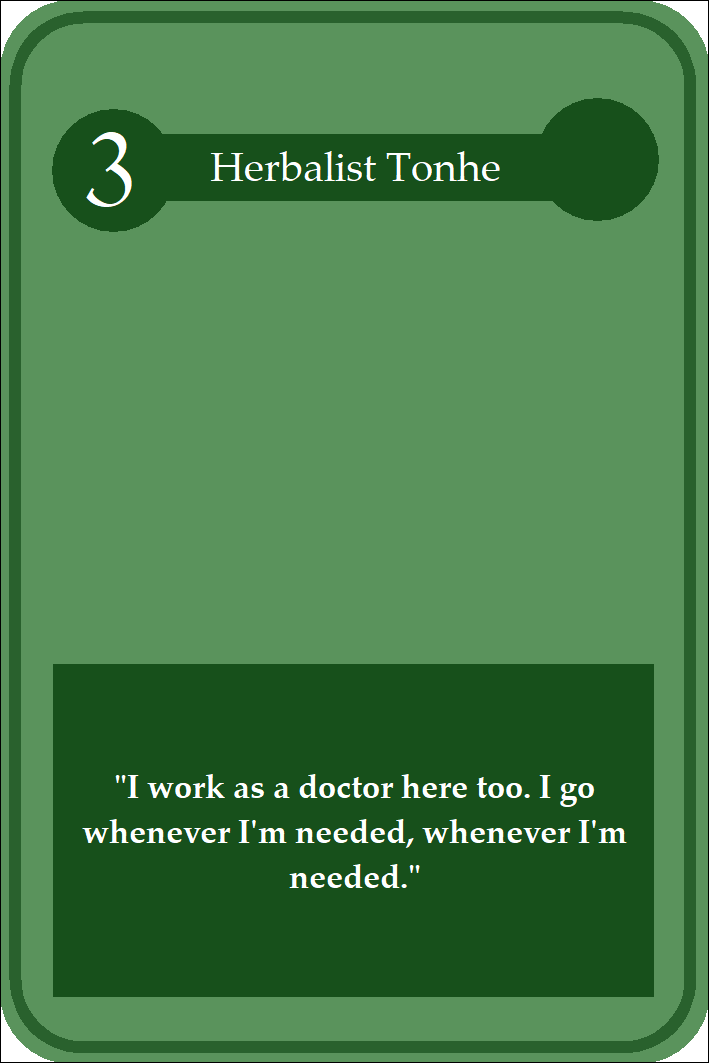 3
Herbalist Tonhe
"I work as a doctor here too. I go
whenever I'm needed, whenever I'm
needed."